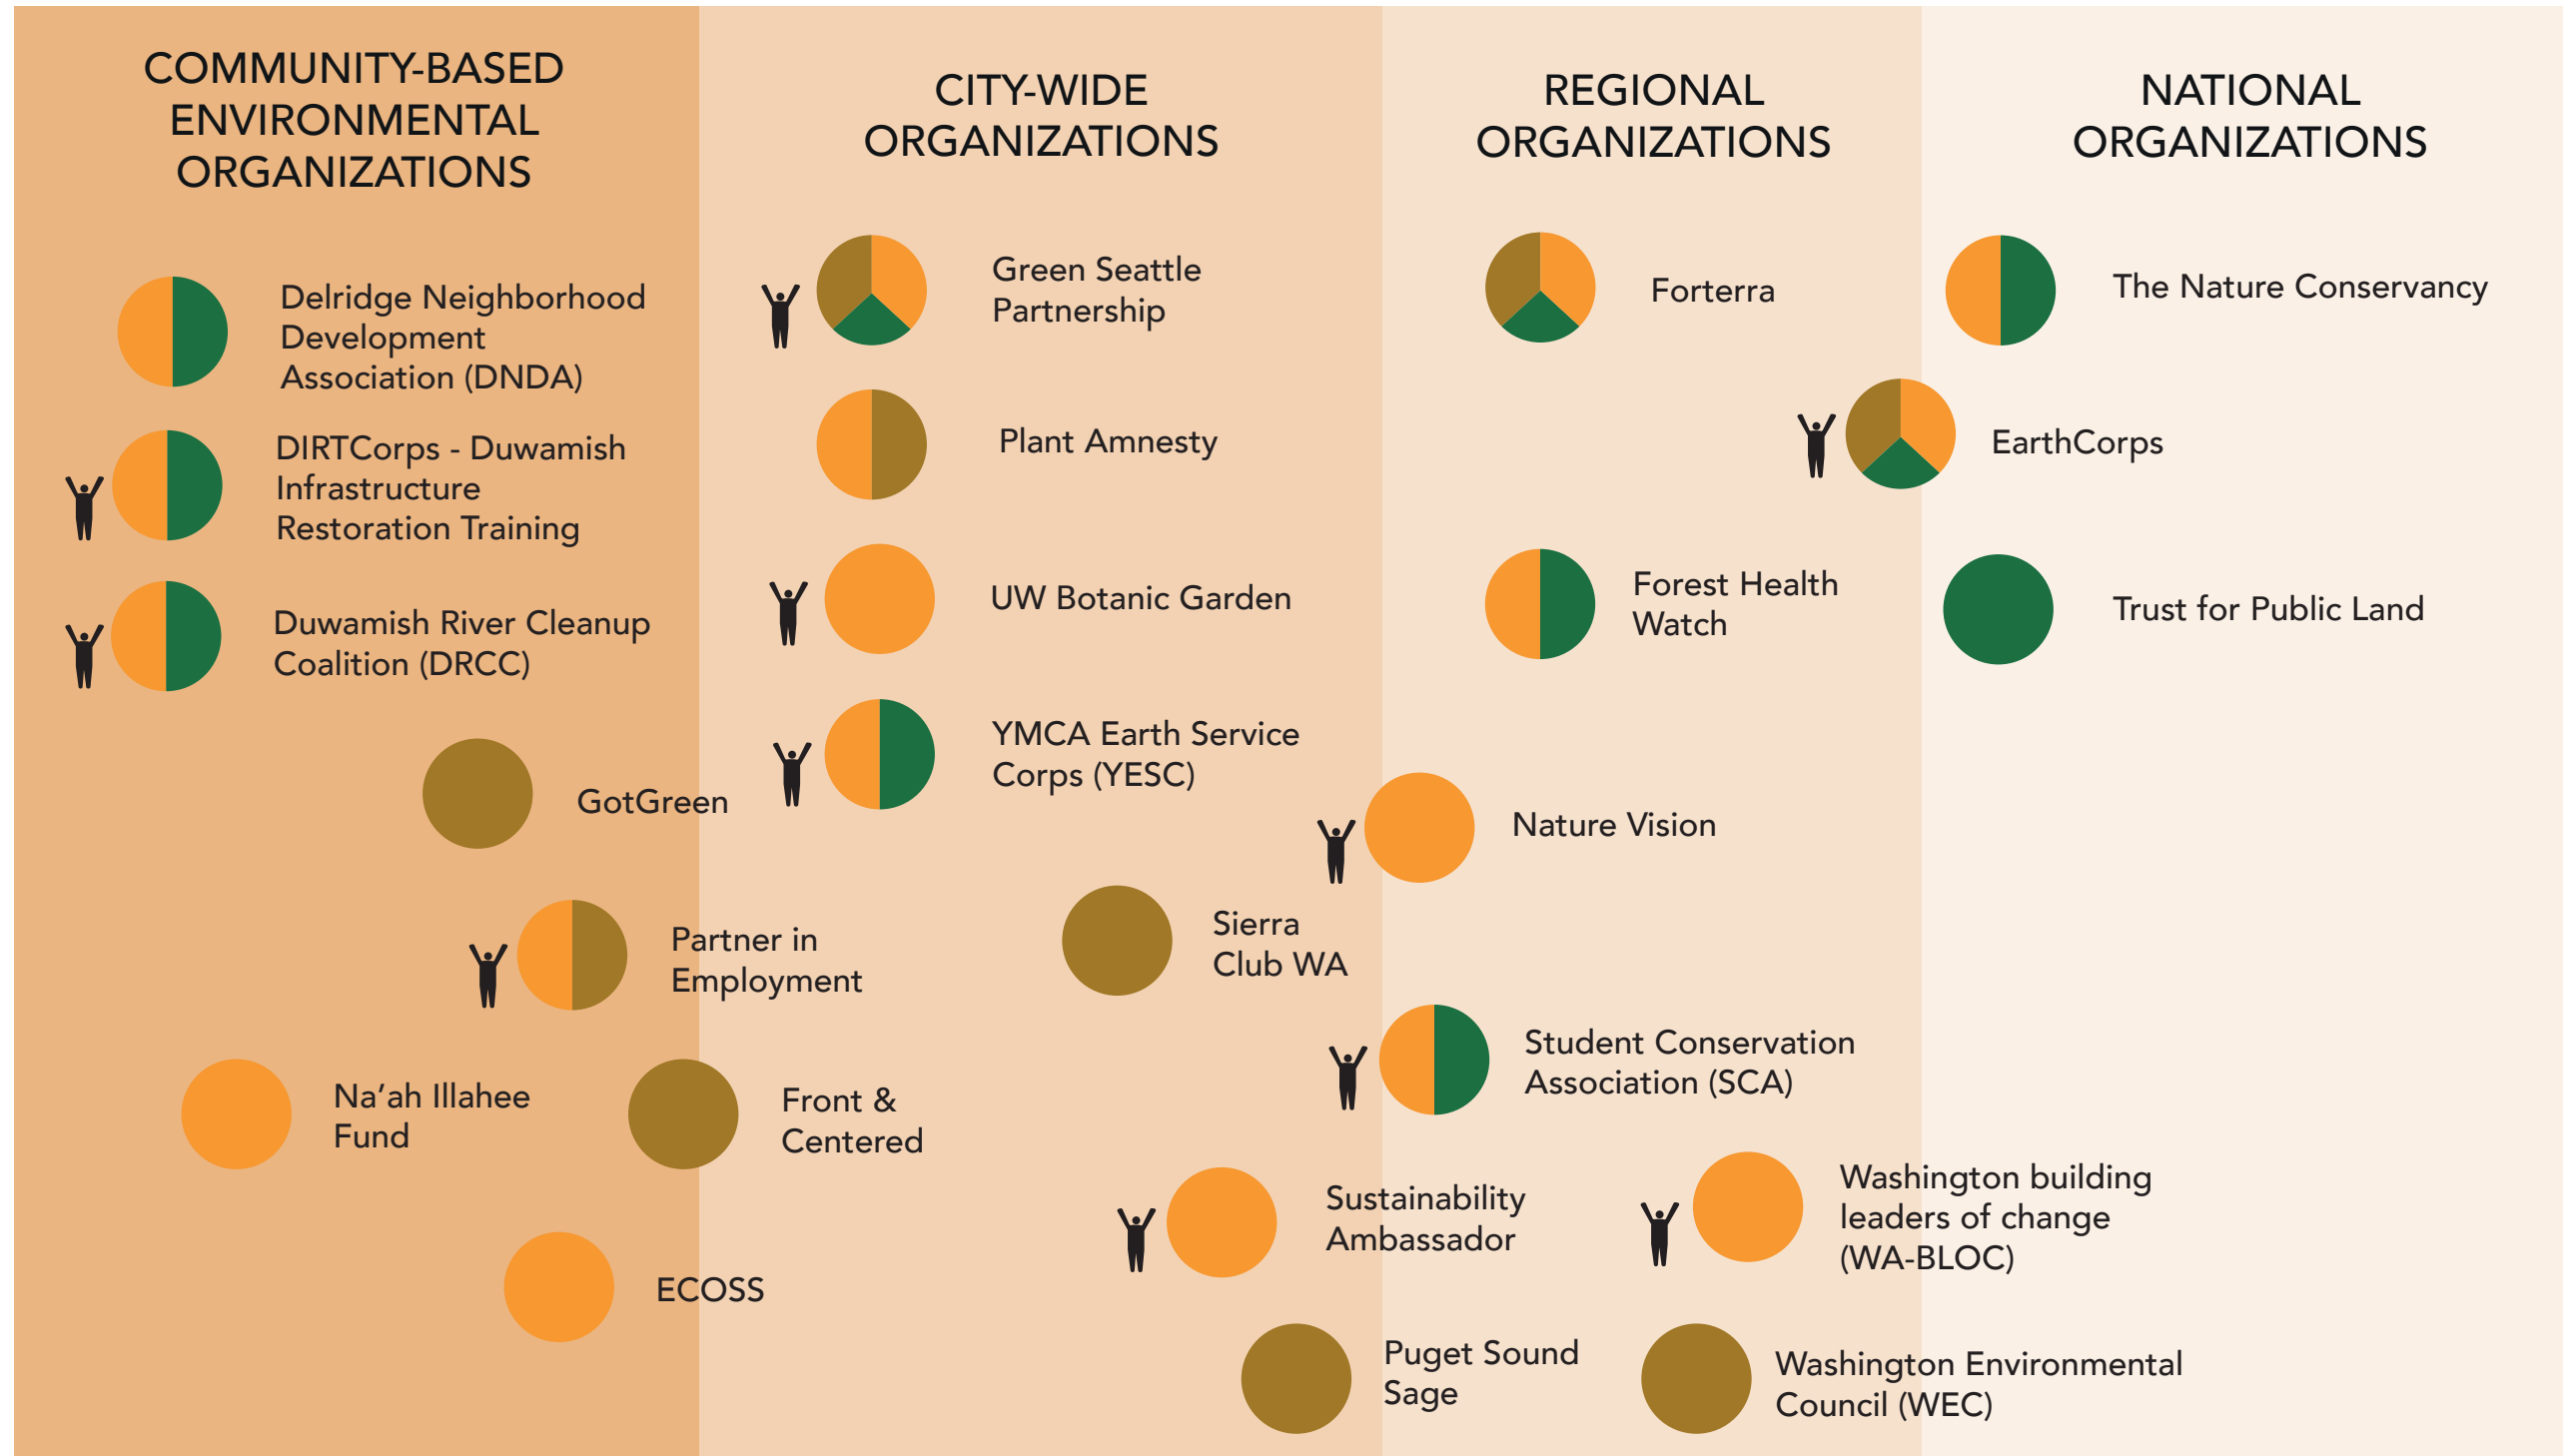 COMMUNITY-BASED
ENVIRONMENTAL
ORGANIZATIONS
CITY-WIDE
ORGANIZATIONS
REGIONAL
ORGANIZATIONS
NATIONAL
ORGANIZATIONS
Delridge Neighborhood
Development
Association (DNDA)
DIRTCorps - Duwamish
Infrastructure
Restoration Training
Duwamish River Cleanup
Coalition (DRCC)
GotGreen
Partner in
Employment
Na’ah Illahee
Fund
Front &
Centered
ECOSS
Green Seattle
Partnership
Plant Amnesty
UW Botanic Garden
YMCA Earth Service
Corps (YESC)
Sierra
Club WA
Sustainability
Ambassador
Puget Sound
Sage
Forterra
EarthCorps
Forest Health
Watch
Nature Vision
Student Conservation
Association (SCA)
Washington building
leaders of change
(WA-BLOC)
Washington Environmental
Council (WEC)
The Nature Conservancy
Trust for Public Land